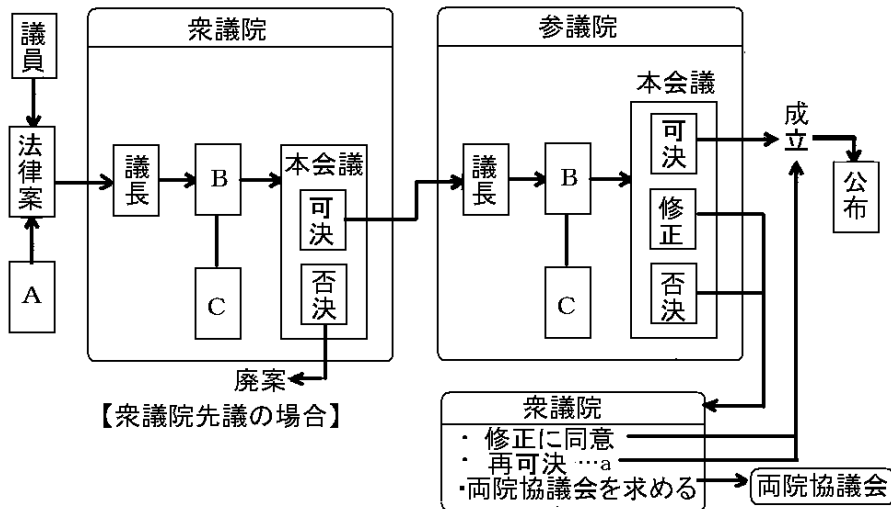 議員
法律案
A
衆議院
議長
B
C
本会議
可決
否決
廃案
【衆議院先議の場合】
参議院
議長
B
C
本会議
可決
修正
否決
成立
公布
衆議院
・ 修正に同意
・ 再可決 …a
・両院協議会を求める
両院協議会